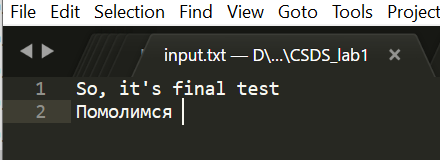 File Edit Selection Find View Goto Tools Project
input.txt — D\...\CSDS_lab1
1 So, it's final test
2 Помолимся